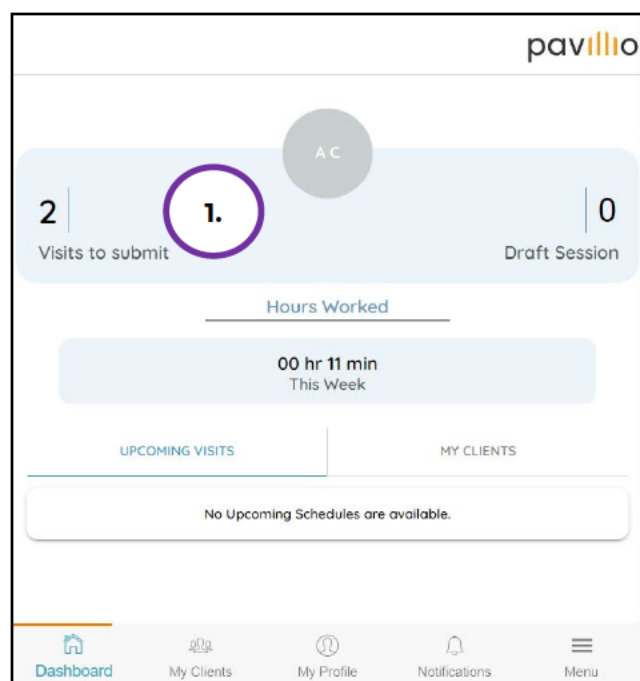 pavillio
A C
2
1.
0
Visits to submit
Draft Session
Hours Worked
00 hr 11 min
This Week
UPCOMING VISITS
MY CLIENTS
No Upcoming Schedules are available.
Dashboard
My Clients
My Profile
Notifications
Menu